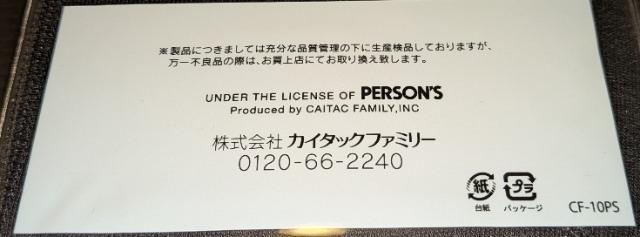 ※製品につきましては充分な品質管理の下に生産検品しておりますが、
万一不良品の際は、お買上店にてお取り換え致します。
UNDER THE LICENSE OF PERSON'S
Produced by CAITAC FAMILY,INC
株式会社 カイタックファミリー
0120-66-2240
紙 プラ
台紙 パッケージ CF-10PS